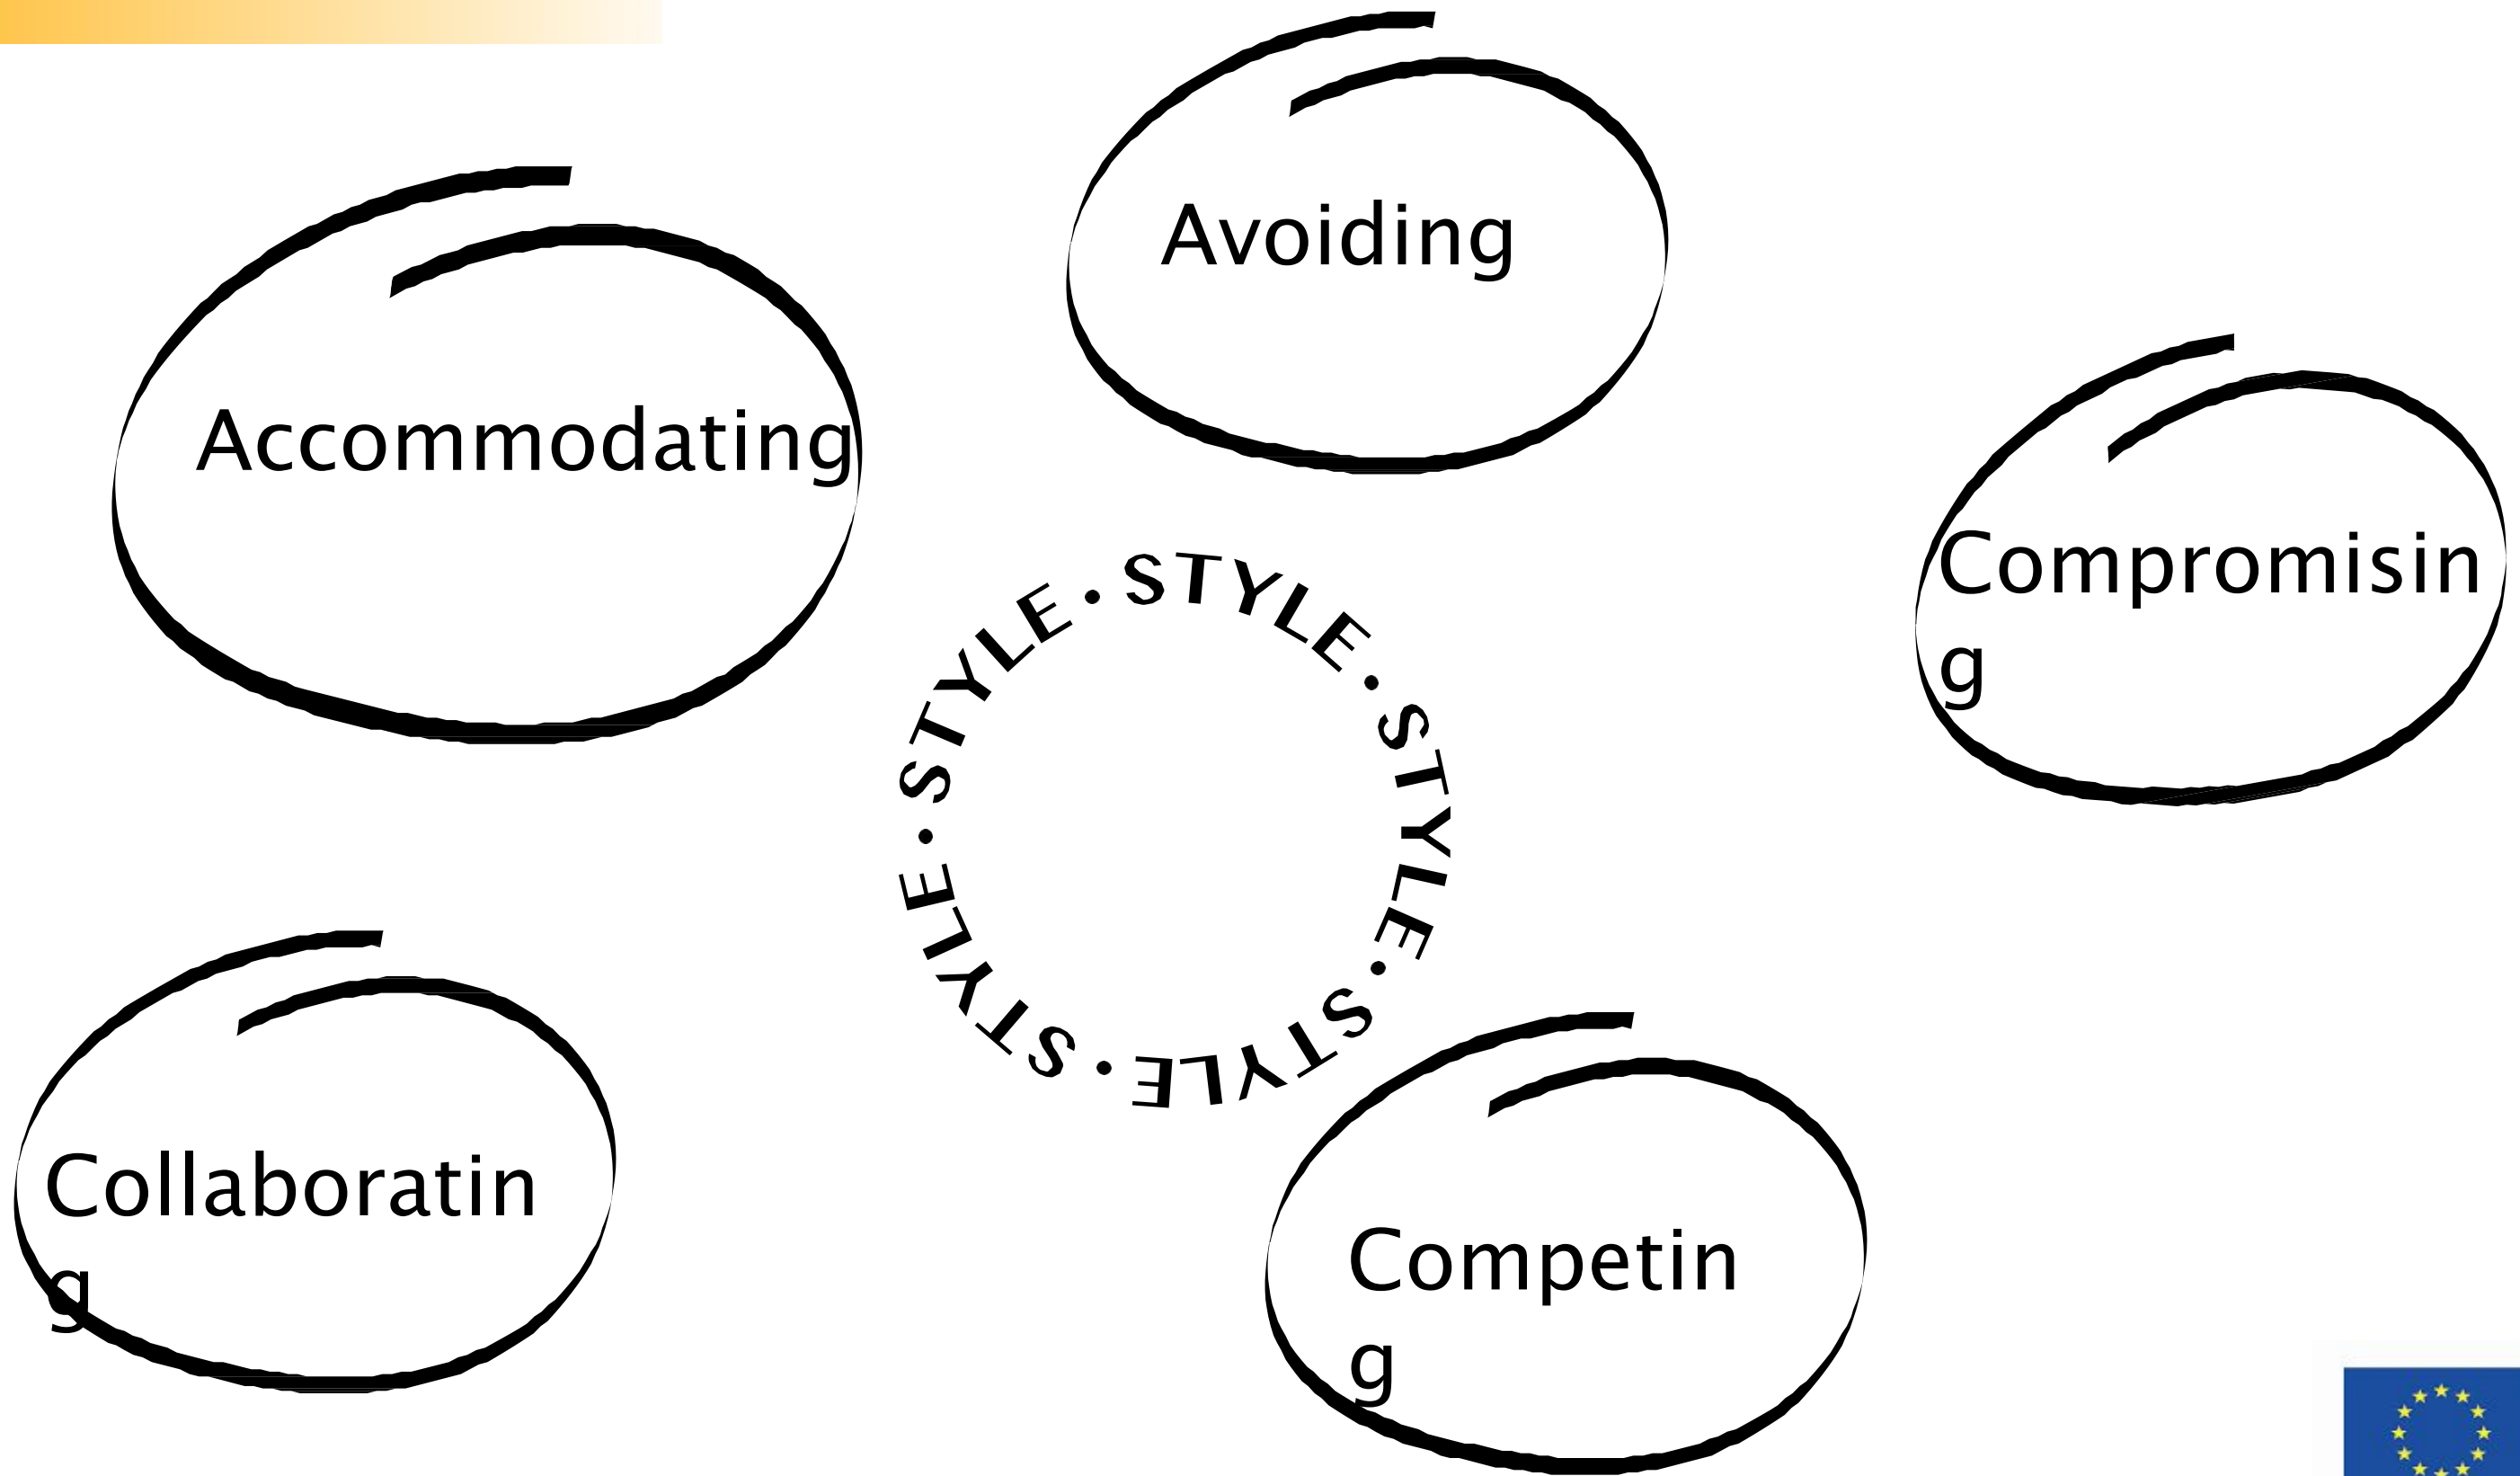 Avoiding
Accommodating
Compromisin
g
STYLE • STYLE • STYLE • STYLE • STYLE •
Collaboratin
g
Competin
g